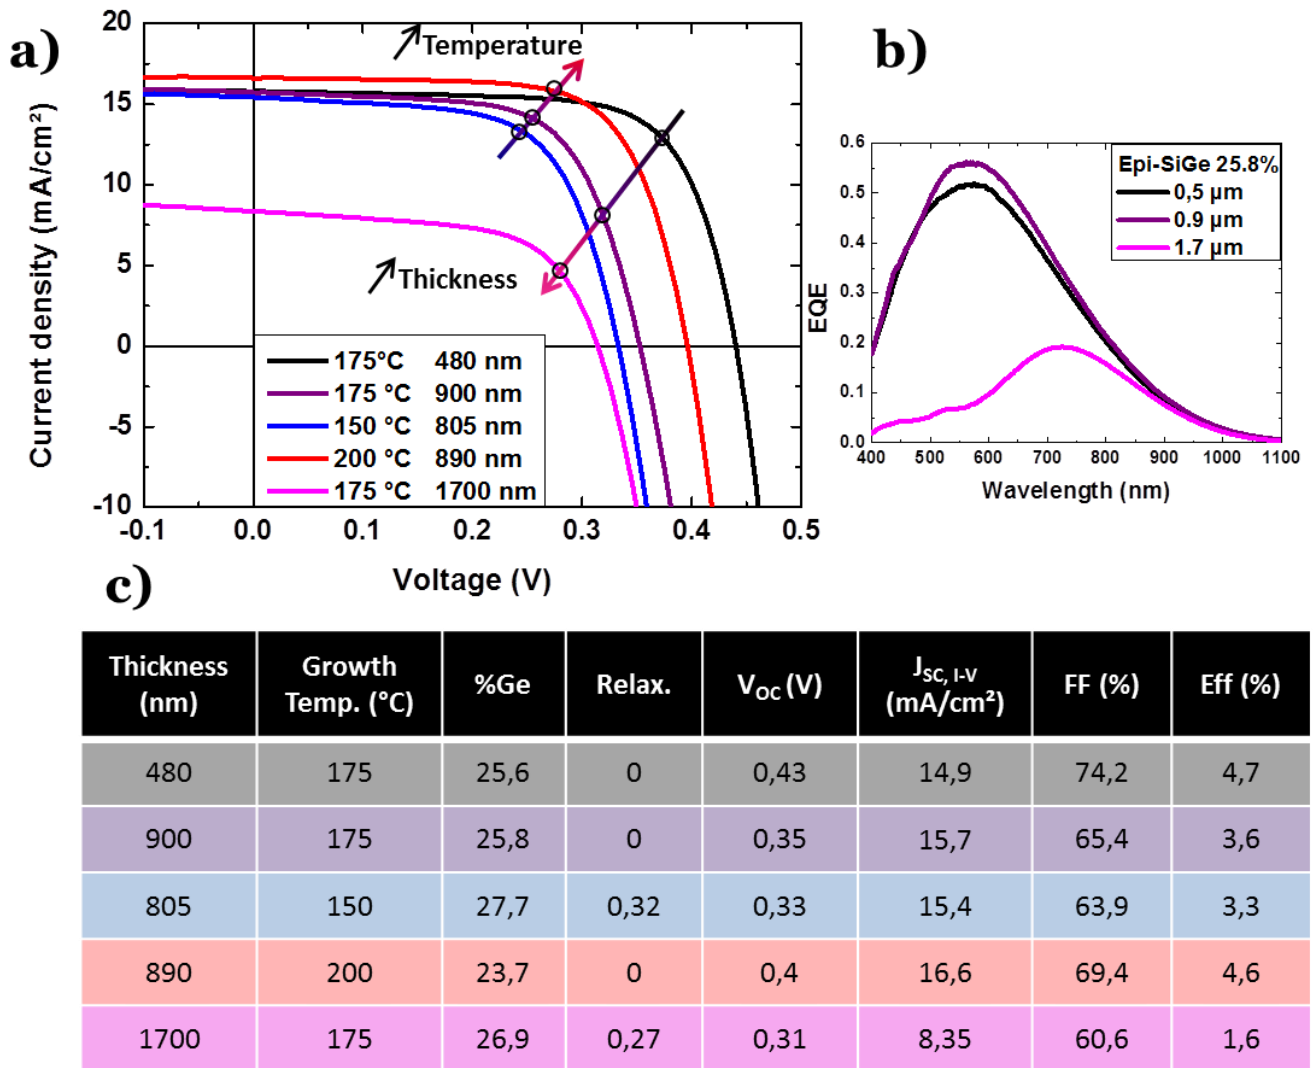 a)
Temperature
Thickness
Current density (mA/cm²)
20
15
10
5
0
-5
-10
175°C 480 nm
175 °C 900 nm
150 °C 805 nm
200 °C 890 nm
175 °C 1700 nm
-0.1 0.0 0.1 0.2 0.3 0.4 0.5
Voltage (V)
b)
EQE
0.6
0.5
0.4
0.3
0.2
0.1
0.0
Epi-SiGe 25.8%
0,5 µm
0.9 µm
1.7 µm
400 500 600 700 800 900 1000 1100
Wavelength (nm)
c)
Thickness (nm) Growth Temp. (°C) %Ge Relax. VOC (V) JSC, I-V (mA/cm²) FF (%) Eff (%)
480 175 25,6 0 0,43 14,9 74,2 4,7
900 175 25,8 0 0,35 15,7 65,4 3,6
805 150 27,7 0,32 0,33 15,4 63,9 3,3
890 200 23,7 0 0,4 16,6 69,4 4,6
1700 175 26,9 0,27 0,31 8,35 60,6 1,6